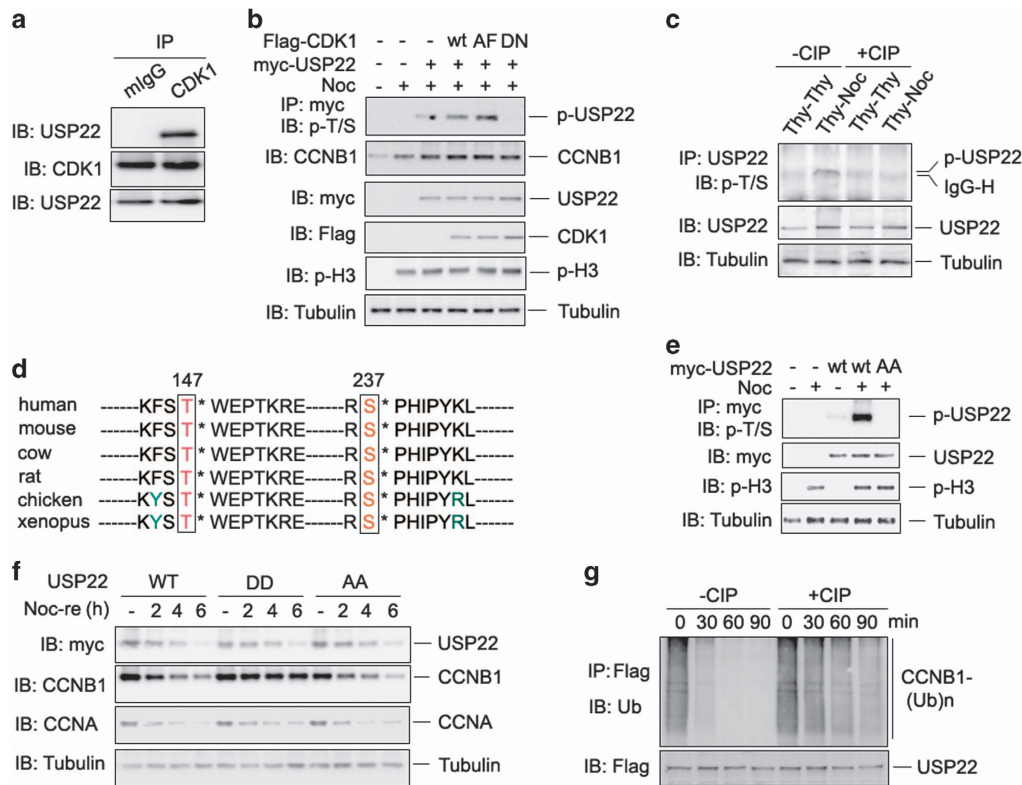 a
IP
mIgG CDK1
IB: USP22
IB: CDK1
IB: USP22
b
Flag-CDK1 - - - wt AF DN
myc-USP22 - - + + + +
Noc - + + + + +
IP: myc
IB: p-T/S
p-USP22
IB: CCNB1 CCNB1
IB: myc USP22
IB: Flag CDK1
IB: p-H3 p-H3
IB: Tubulin Tubulin
c
-CIP +CIP
Thy-Thy Thy-Noc Thy-Thy Thy-Noc
IP: USP22 p-USP22
IB: p-T/S IgG-H
IB: USP22 USP22
IB: Tubulin Tubulin
d
147 237
human ------KFS T * WEPTKRE------R S * PHIPYKL------
mouse ------KFS T * WEPTKRE------R S * PHIPYKL------
cow ------KFS T * WEPTKRE------R S * PHIPYKL------
rat ------KFS T * WEPTKRE------R S * PHIPYKL------
chicken ------KYS T * WEPTKRE------R S * PHIPYRL------
xenopus ------KYS T * WEPTKRE------R S * PHIPYRL------
e
myc-USP22 - - wt wt AA
Noc - + - + +
IP: myc
IB: p-T/S
p-USP22
IB: myc USP22
IB: p-H3 p-H3
IB: Tubulin Tubulin
f
USP22 WT DD AA
Noc-re (h) - 2 4 6 - 2 4 6 - 2 4 6
IB: myc USP22
IB: CCNB1 CCNB1
IB: CCNA CCNA
IB: Tubulin Tubulin
g
-CIP +CIP
0 30 60 90 0 30 60 90 min
IP: Flag
IB: Ub
CCNB1-
(Ub)n
IB: Flag USP22